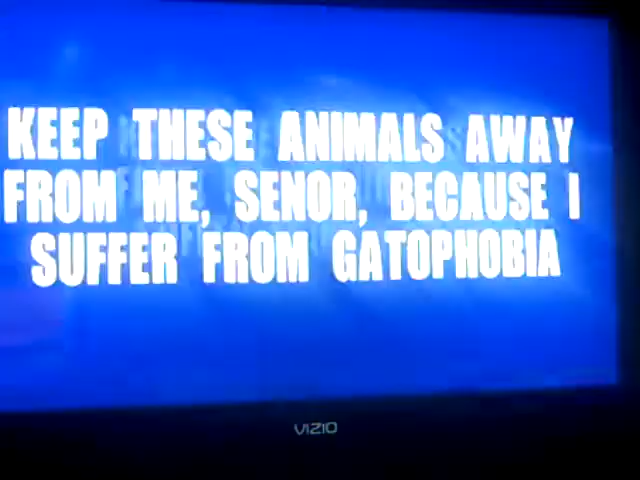 KEEP THESE ANIMALS AWAY
FROM ME, SENOR, BECAUSE I
SUFFER FROM GATOPHOBIA
VIZIO